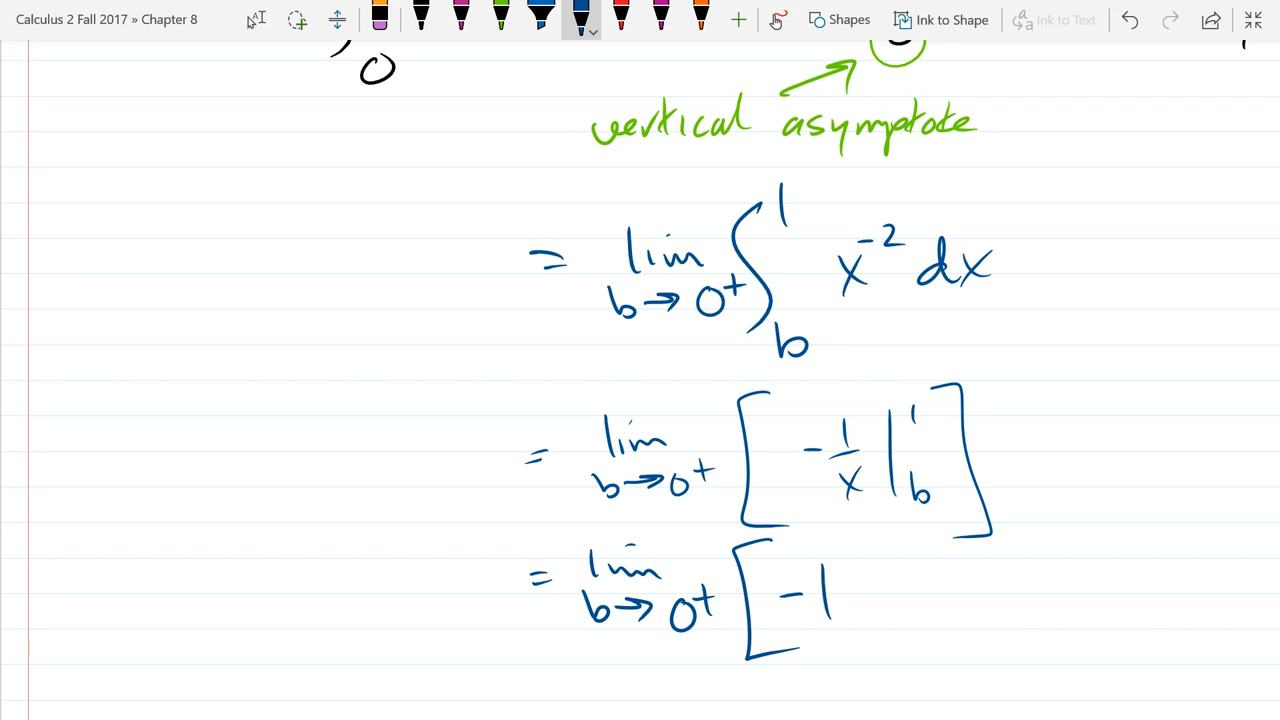 Calculus 2 Fall 2017 » Chapter 8
Shapes
Ink to Shape
Ink to Text
0
vertical asymptote
= lim b→0⁺ ∫_b^1 x⁻² dx
= lim b→0⁺ [ -1/x |_b^1 ]
= lim b→0⁺ [ -1